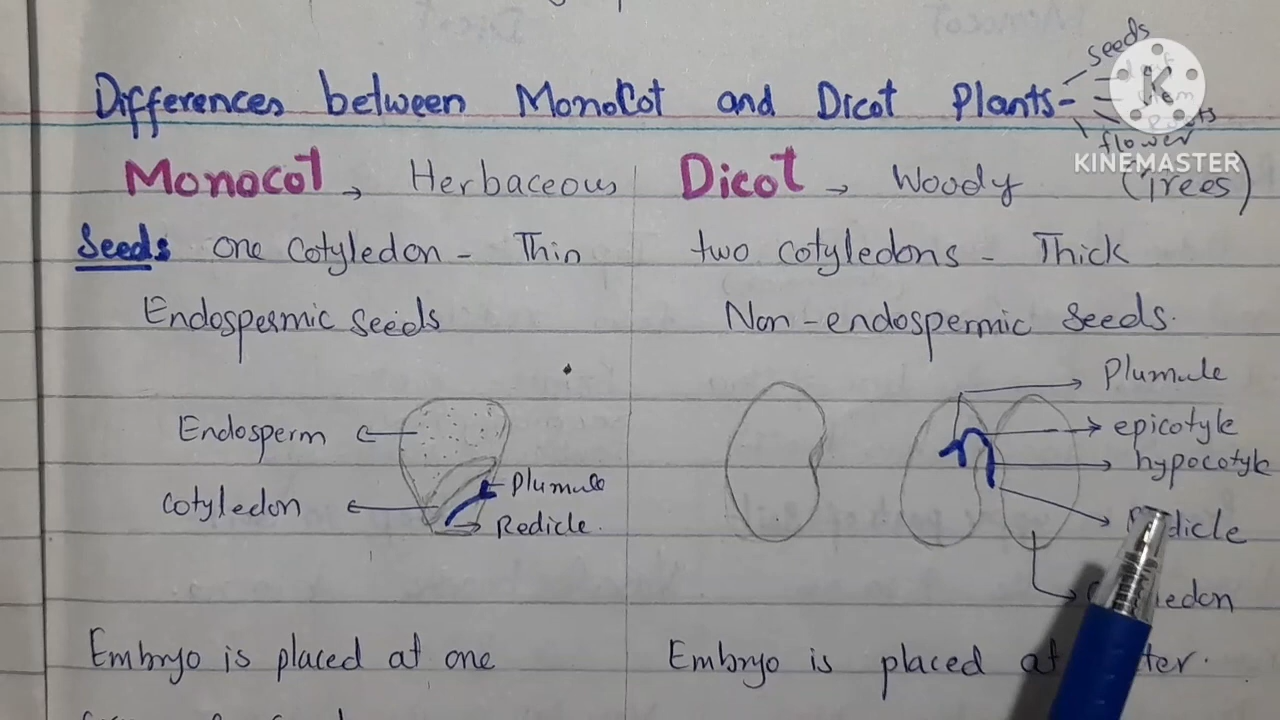 seeds
Differences between Monocot and Dicot Plants-
flower
KINEMASTER
Monocot → Herbaceous
Dicot → Woody (Trees)
Seeds one Cotyledon - Thin
two cotyledons - Thick
Endospermic seeds
Non-endospermic seeds.
Endosperm
Cotyledon
Plumule
Redicle.
Plumule
epicotyle
hypocotyle
Embryo is placed at one
Embryo is placed at